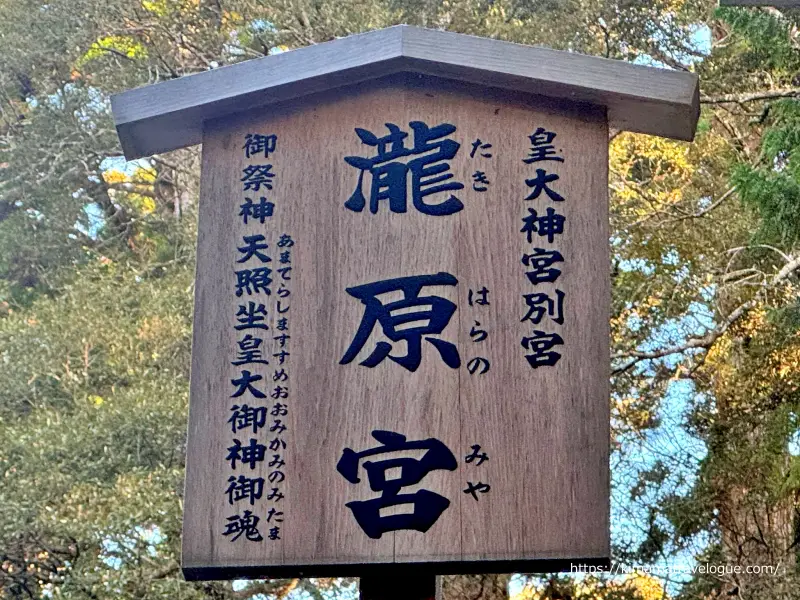 皇大神宮別宮
たき はらの みや
瀧原宮
あまてらしますすめおおみかみのみたま
御祭神 天照坐皇大御神御魂